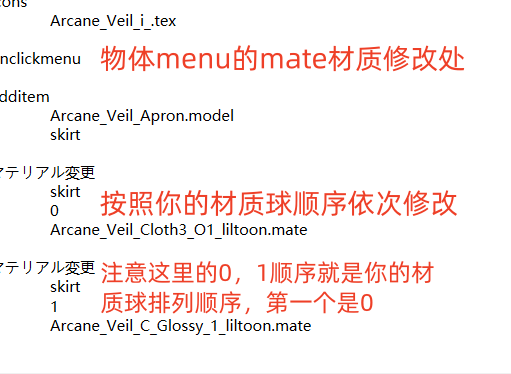 cons
Arcane_Veil_i_.tex
nclickmenu
物体menu的mate材质修改处
dditem
Arcane_Veil_Apron.model
skirt
マテリアル変更
skirt
0
按照你的材质球顺序依次修改
Arcane_Veil_Cloth3_O1_liltoon.mate
マテリアル変更
skirt
注意这里的0，1顺序就是你的材
质球排列顺序，第一个是0
1
Arcane_Veil_C_Glossy_1_liltoon.mate